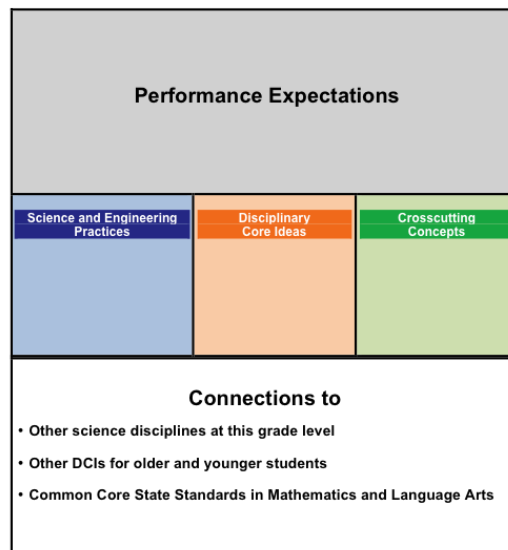 Performance Expectations
Science and Engineering
Practices
Disciplinary
Core Ideas
Crosscutting
Concepts
Connections to
• Other science disciplines at this grade level
• Other DCIs for older and younger students
• Common Core State Standards in Mathematics and Language Arts